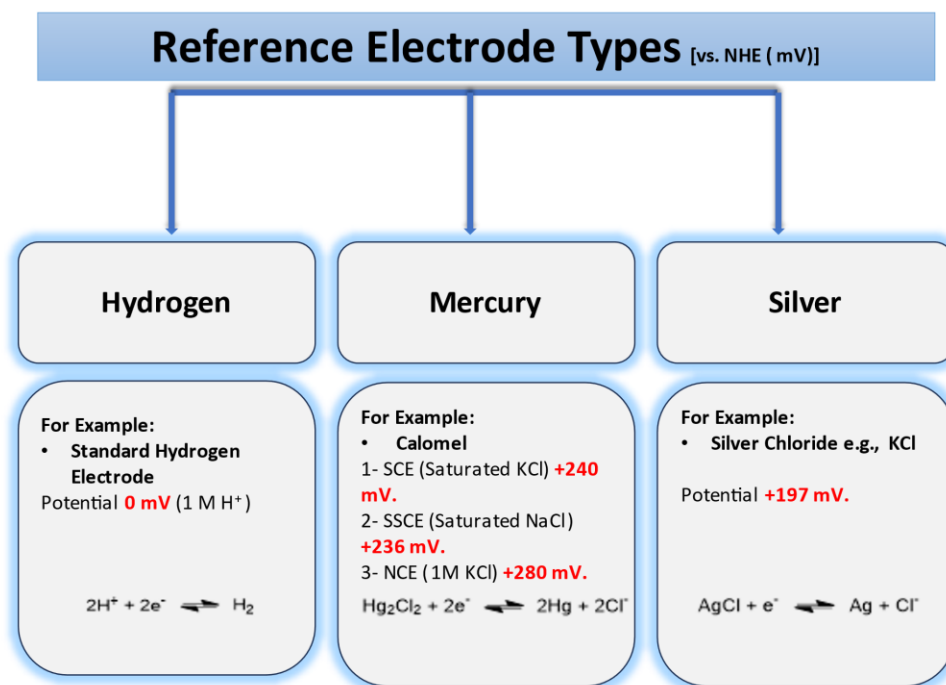 Reference Electrode Types [vs. NHE ( mV)]
Hydrogen
Mercury
Silver
For Example:
• Standard Hydrogen
Electrode
Potential 0 mV (1 M H⁺)
2H⁺ + 2e⁻ ⇌ H₂
For Example:
• Calomel
1- SCE (Saturated KCl) +240
mV.
2- SSCE (Saturated NaCl)
+236 mV.
3- NCE (1M KCl) +280 mV.
Hg₂Cl₂ + 2e⁻ ⇌ 2Hg + 2Cl⁻
For Example:
• Silver Chloride e.g., KCl
Potential +197 mV.
AgCl + e⁻ ⇌ Ag + Cl⁻